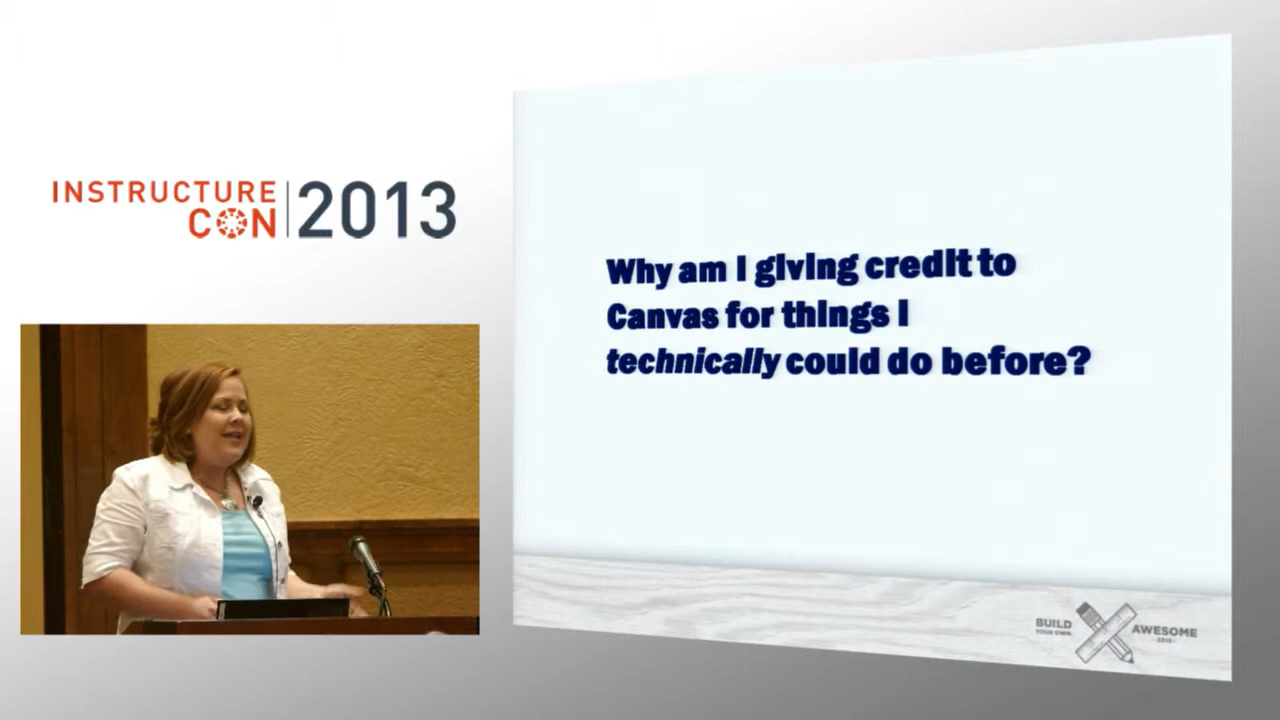 INSTRUCTURE
CON 2013
Why am I giving credit to
Canvas for things I
technically could do before?
BUILD
YOUR OWN
AWESOME
2013